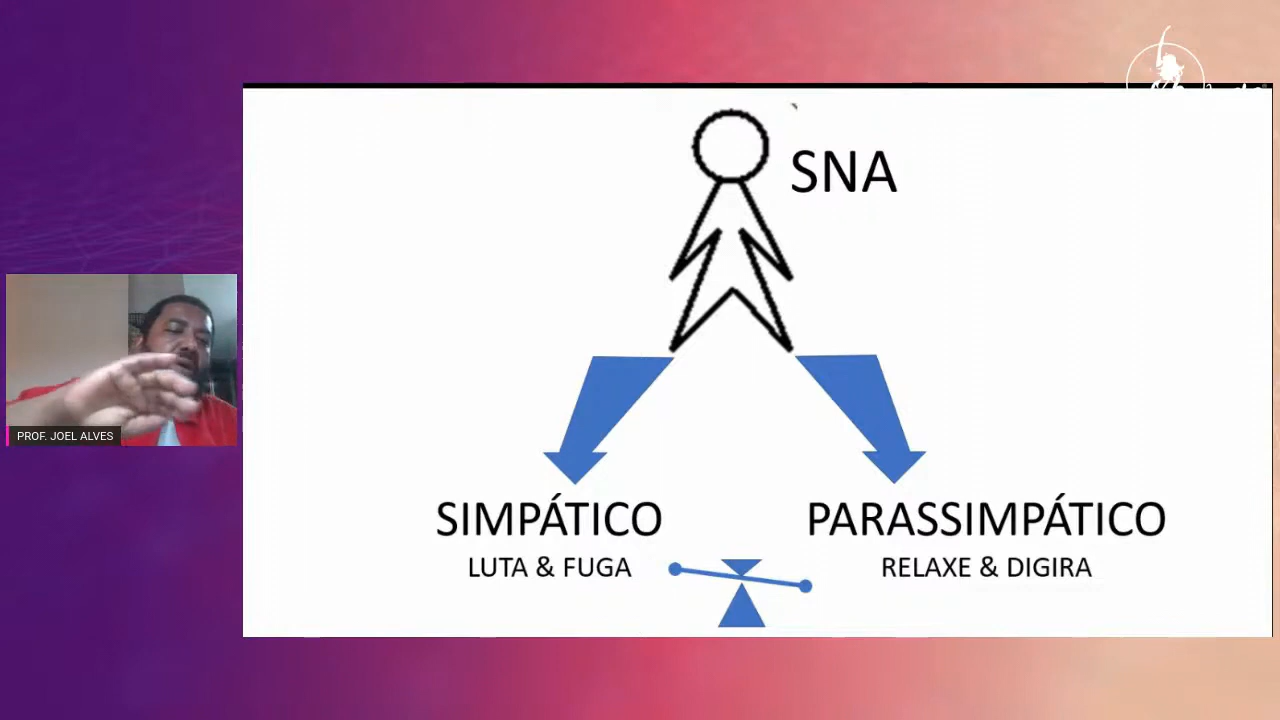 SNA
PROF. JOEL ALVES
SIMPÁTICO
PARASSIMPÁTICO
LUTA & FUGA
RELAXE & DIGIRA